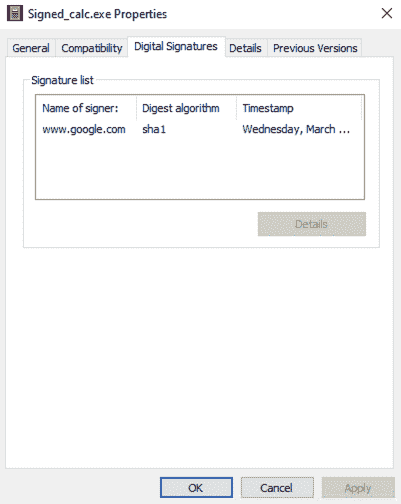 Signed_calc.exe Properties
General Compatibility Digital Signatures Details Previous Versions
Signature list
Name of signer: Digest algorithm Timestamp
www.google.com sha1 Wednesday, March ...
Details
OK Cancel Apply